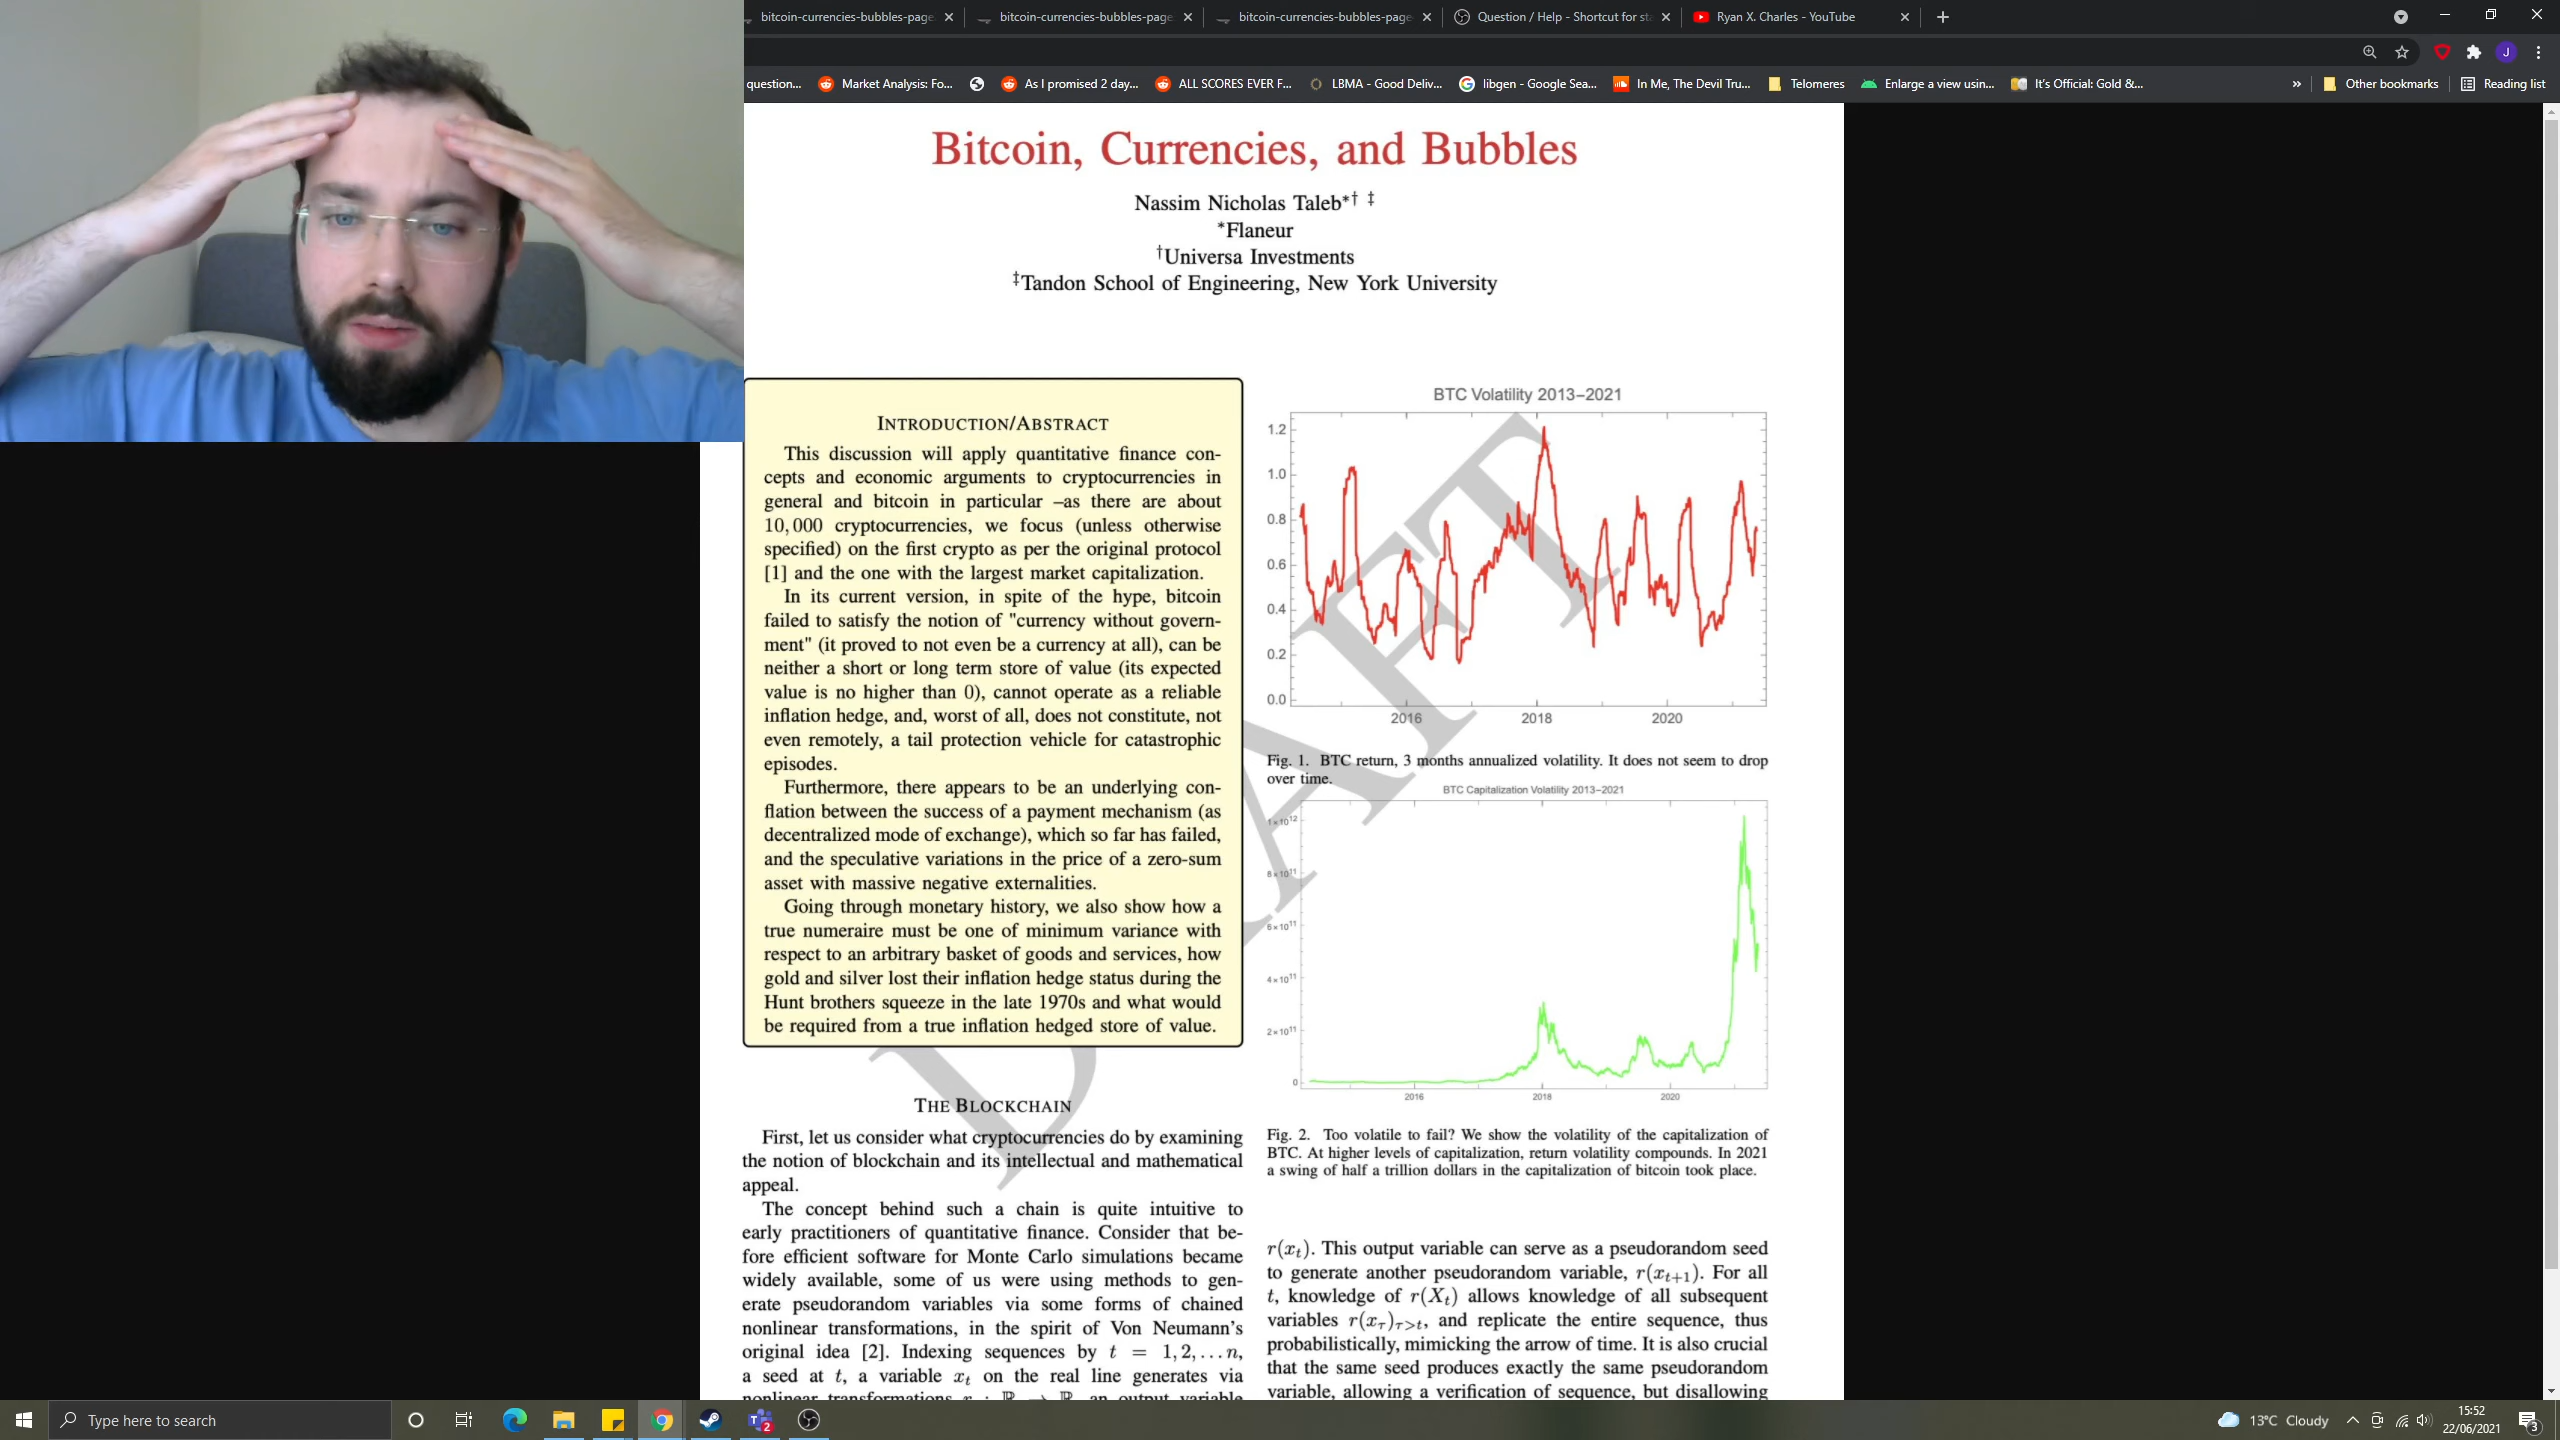 bitcoin-currencies-bubbles-page
bitcoin-currencies-bubbles-page
bitcoin-currencies-bubbles-page
Question / Help - Shortcut for st
Ryan X. Charles - YouTube
J
question...
Market Analysis: Fo...
As I promised 2 day...
ALL SCORES EVER F...
LBMA - Good Deliv...
libgen - Google Sea...
In Me, The Devil Tru...
Telomeres
Enlarge a view usin...
It's Official: Gold &...
»
Other bookmarks
Reading list
Bitcoin, Currencies, and Bubbles
Nassim Nicholas Taleb*† ‡
*Flaneur
†Universa Investments
‡Tandon School of Engineering, New York University
INTRODUCTION/ABSTRACT
This discussion will apply quantitative finance con-
cepts and economic arguments to cryptocurrencies in
general and bitcoin in particular –as there are about
10,000 cryptocurrencies, we focus (unless otherwise
specified) on the first crypto as per the original protocol
[1] and the one with the largest market capitalization.
In its current version, in spite of the hype, bitcoin
failed to satisfy the notion of "currency without govern-
ment" (it proved to not even be a currency at all), can be
neither a short or long term store of value (its expected
value is no higher than 0), cannot operate as a reliable
inflation hedge, and, worst of all, does not constitute, not
even remotely, a tail protection vehicle for catastrophic
episodes.
Furthermore, there appears to be an underlying con-
flation between the success of a payment mechanism (as
decentralized mode of exchange), which so far has failed,
and the speculative variations in the price of a zero-sum
asset with massive negative externalities.
Going through monetary history, we also show how a
true numeraire must be one of minimum variance with
respect to an arbitrary basket of goods and services, how
gold and silver lost their inflation hedge status during the
Hunt brothers squeeze in the late 1970s and what would
be required from a true inflation hedged store of value.
THE BLOCKCHAIN
First, let us consider what cryptocurrencies do by examining
the notion of blockchain and its intellectual and mathematical
appeal.
The concept behind such a chain is quite intuitive to
early practitioners of quantitative finance. Consider that be-
fore efficient software for Monte Carlo simulations became
widely available, some of us were using methods to gen-
erate pseudorandom variables via some forms of chained
nonlinear transformations, in the spirit of Von Neumann's
original idea [2]. Indexing sequences by t = 1, 2, . . . n,
a seed at t, a variable xₜ on the real line generates via
nonlinear transformations r : ℝ → ℝ an output variable
DRAFT
BTC Volatility 2013–2021
1.2
1.0
0.8
0.6
0.4
0.2
0.0
2016
2018
2020
Fig. 1. BTC return, 3 months annualized volatility. It does not seem to drop
over time.
BTC Capitalization Volatility 2013–2021
1×10¹²
8×10¹¹
6×10¹¹
4×10¹¹
2×10¹¹
0
2016
2018
2020
Fig. 2. Too volatile to fail? We show the volatility of the capitalization of
BTC. At higher levels of capitalization, return volatility compounds. In 2021
a swing of half a trillion dollars in the capitalization of bitcoin took place.
r(xₜ). This output variable can serve as a pseudorandom seed
to generate another pseudorandom variable, r(xₜ₊₁). For all
t, knowledge of r(Xₜ) allows knowledge of all subsequent
variables r(x_τ)_τ>t, and replicate the entire sequence, thus
probabilistically, mimicking the arrow of time. It is also crucial
that the same seed produces exactly the same pseudorandom
variable, allowing a verification of sequence, but disallowing
Type here to search
2
13°C Cloudy
15:52
22/06/2021
3